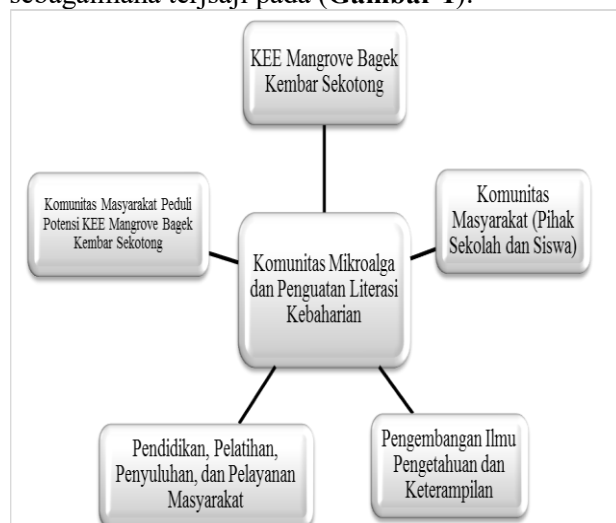 sebagaimana terjsaji pada (Gambar 1).
KEE Mangrove Bagek
Kembar Sekotong
Komunitas Masyarakat Peduli
Potensi KEE Mangrove Bagek
Kembar Sekotong
Komunitas
Masyarakat (Pihak
Sekolah dan Siswa)
Komunitas Mikroalga
dan Penguatan Literasi
Kebaharian
Pendidikan, Pelatihan,
Penyuluhan, dan Pelayanan
Masyarakat
Pengembangan Ilmu
Pengetahuan dan
Keterampilan